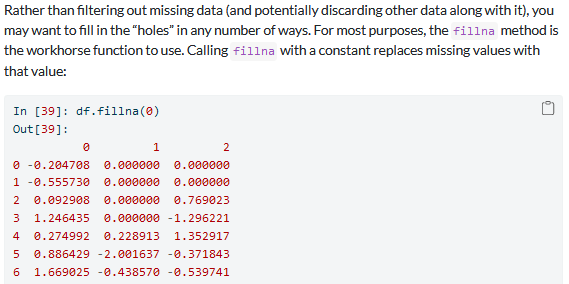 Rather than filtering out missing data (and potentially discarding other data along with it), you
may want to fill in the “holes” in any number of ways. For most purposes, the fillna method is
the workhorse function to use. Calling fillna with a constant replaces missing values with
that value:
In [39]: df.fillna(0)
Out[39]:
0 1 2
0 -0.204708 0.000000 0.000000
1 -0.555730 0.000000 0.000000
2 0.092908 0.000000 0.769023
3 1.246435 0.000000 -1.296221
4 0.274992 0.228913 1.352917
5 0.886429 -2.001637 -0.371843
6 1.669025 -0.438570 -0.539741